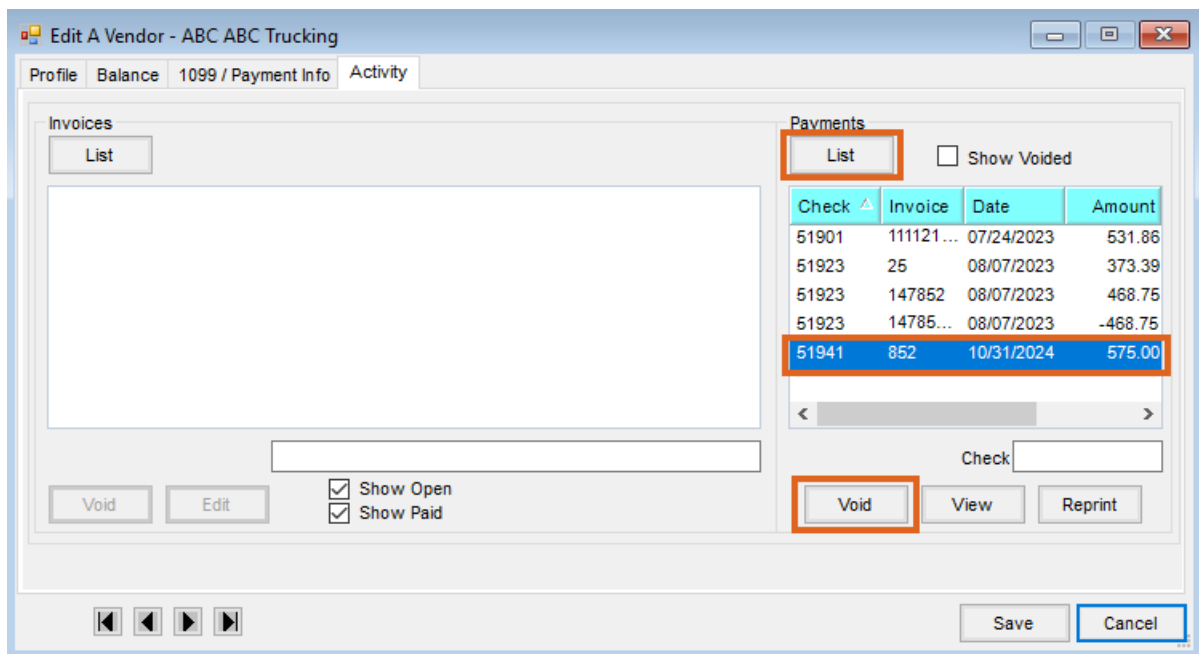 Edit A Vendor - ABC ABC Trucking
Profile Balance 1099 / Payment Info Activity
Invoices
List
Show Open
Show Paid
Void Edit
Payments
List Show Voided
Check Invoice Date Amount
51901 111121... 07/24/2023 531.86
51923 25 08/07/2023 373.39
51923 147852 08/07/2023 468.75
51923 14785... 08/07/2023 -468.75
51941 852 10/31/2024 575.00
Check
Void View Reprint
Save Cancel